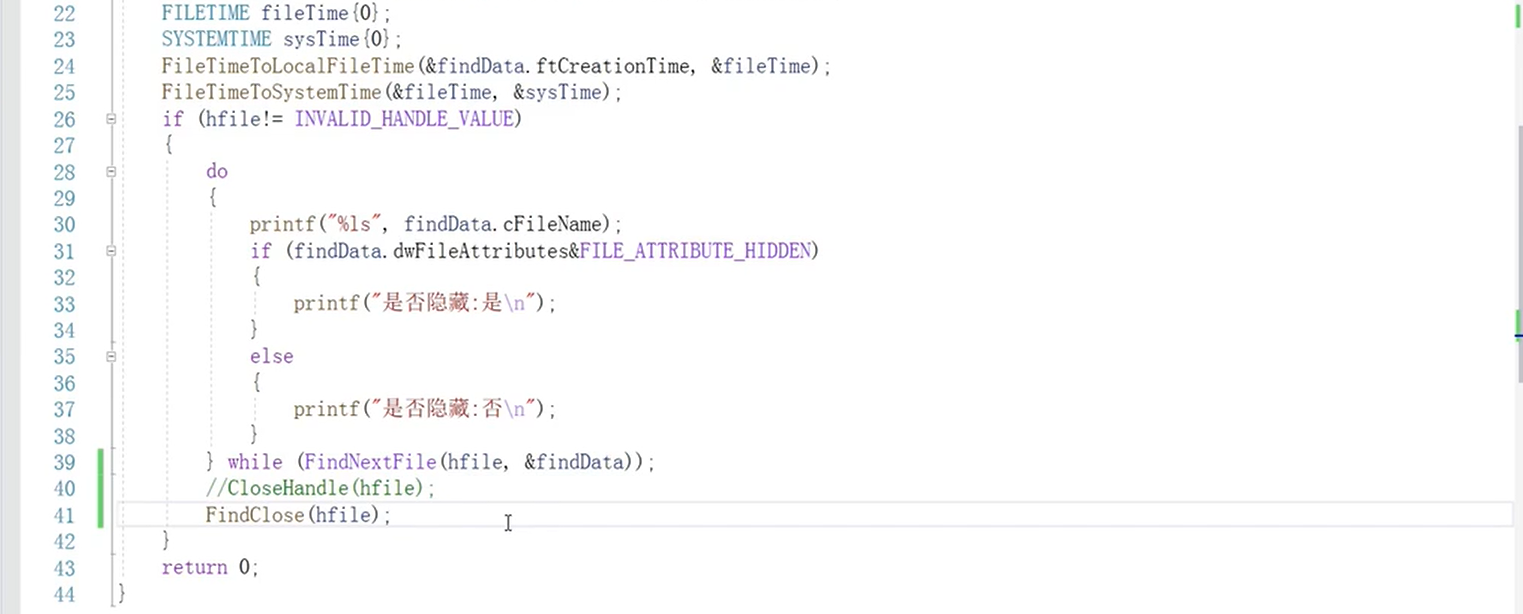 22 FILETIME fileTime{0};
23 SYSTEMTIME sysTime{0};
24 FileTimeToLocalFileTime(&findData.ftCreationTime, &fileTime);
25 FileTimeToSystemTime(&fileTime, &sysTime);
26 if (hfile!= INVALID_HANDLE_VALUE)
27 {
28 do
29 {
30 printf("%ls", findData.cFileName);
31 if (findData.dwFileAttributes&FILE_ATTRIBUTE_HIDDEN)
32 {
33 printf("是否隐藏:是\n");
34 }
35 else
36 {
37 printf("是否隐藏:否\n");
38 }
39 } while (FindNextFile(hfile, &findData));
40 //CloseHandle(hfile);
41 FindClose(hfile);
42 }
43 return 0;
44 }